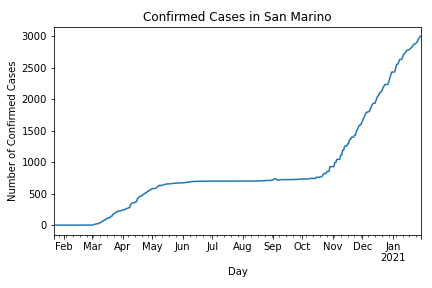 Confirmed Cases in San Marino
Number of Confirmed Cases
3000
2500
2000
1500
1000
500
0
Feb Mar Apr May Jun Jul Aug Sep Oct Nov Dec Jan
2021
Day